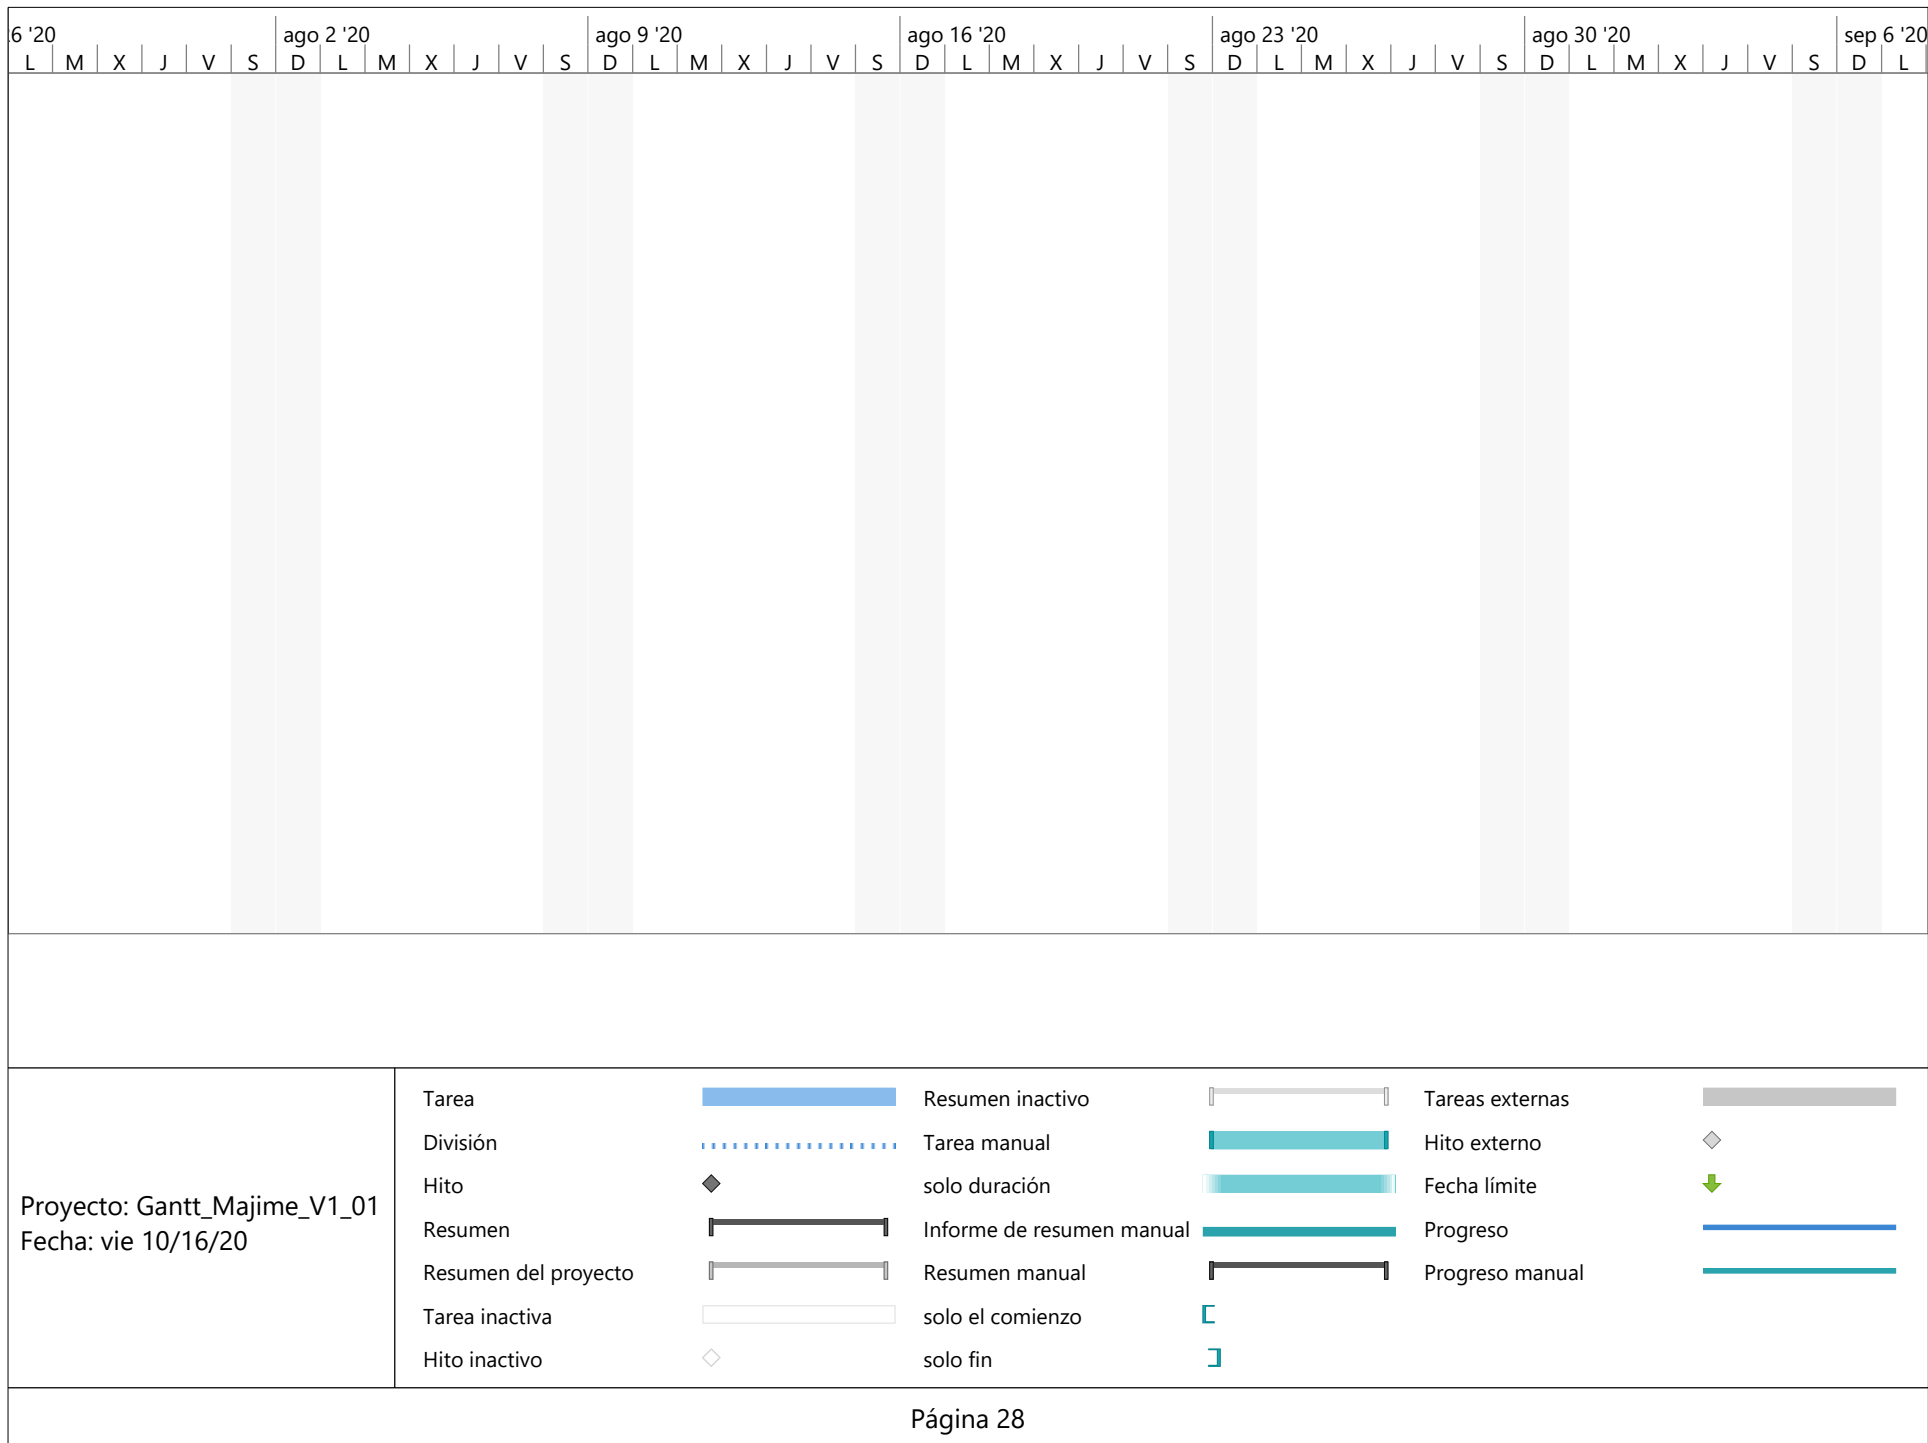 6 '20 ago 2 '20 ago 9 '20 ago 16 '20 ago 23 '20 ago 30 '20 sep 6 '20
L M X J V S D L M X J V S D L M X J V S D L M X J V S D L M X J V S D L M X J V S D L
Proyecto: Gantt_Majime_V1_01
Fecha: vie 10/16/20
Tarea
División
Hito
Resumen
Resumen del proyecto
Tarea inactiva
Hito inactivo
Resumen inactivo
Tarea manual
solo duración
Informe de resumen manual
Resumen manual
solo el comienzo
solo fin
Tareas externas
Hito externo
Fecha límite
Progreso
Progreso manual
Página 28